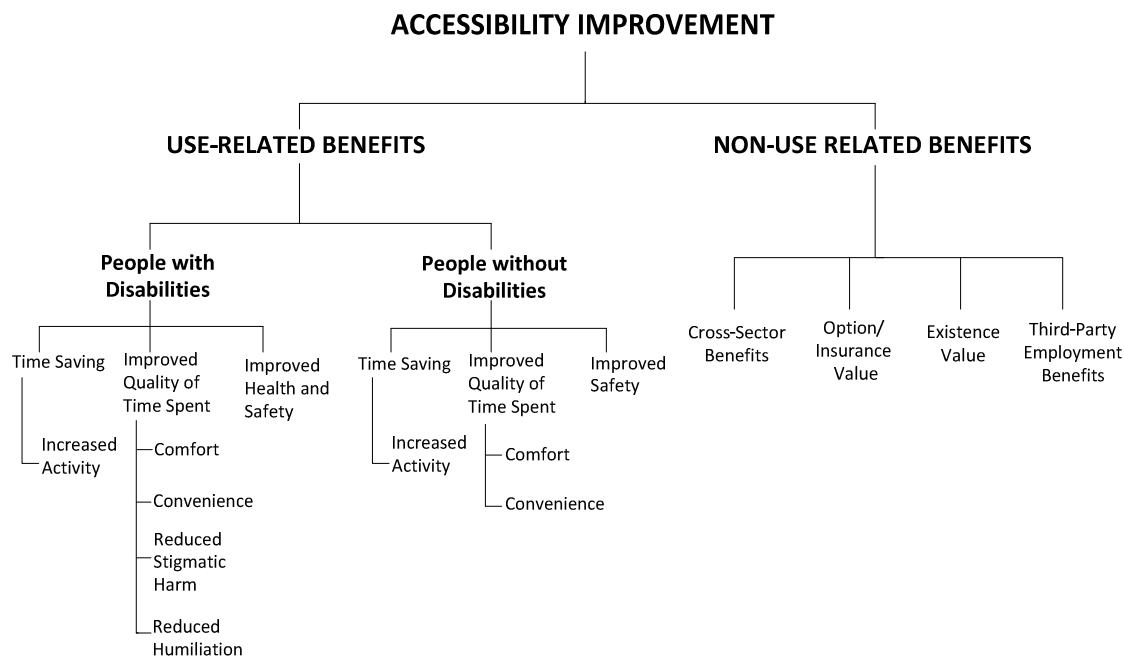 ACCESSIBILITY IMPROVEMENT
USE-RELATED BENEFITS
NON-USE RELATED BENEFITS
People with
Disabilities
People without
Disabilities
Time Saving
Improved
Quality of
Time Spent
Improved
Health and
Safety
Increased
Activity
Comfort
Convenience
Reduced
Stigmatic
Harm
Reduced
Humiliation
Time Saving
Improved
Quality of
Time Spent
Improved
Safety
Increased
Activity
Comfort
Convenience
Cross-Sector
Benefits
Option/
Insurance
Value
Existence
Value
Third-Party
Employment
Benefits